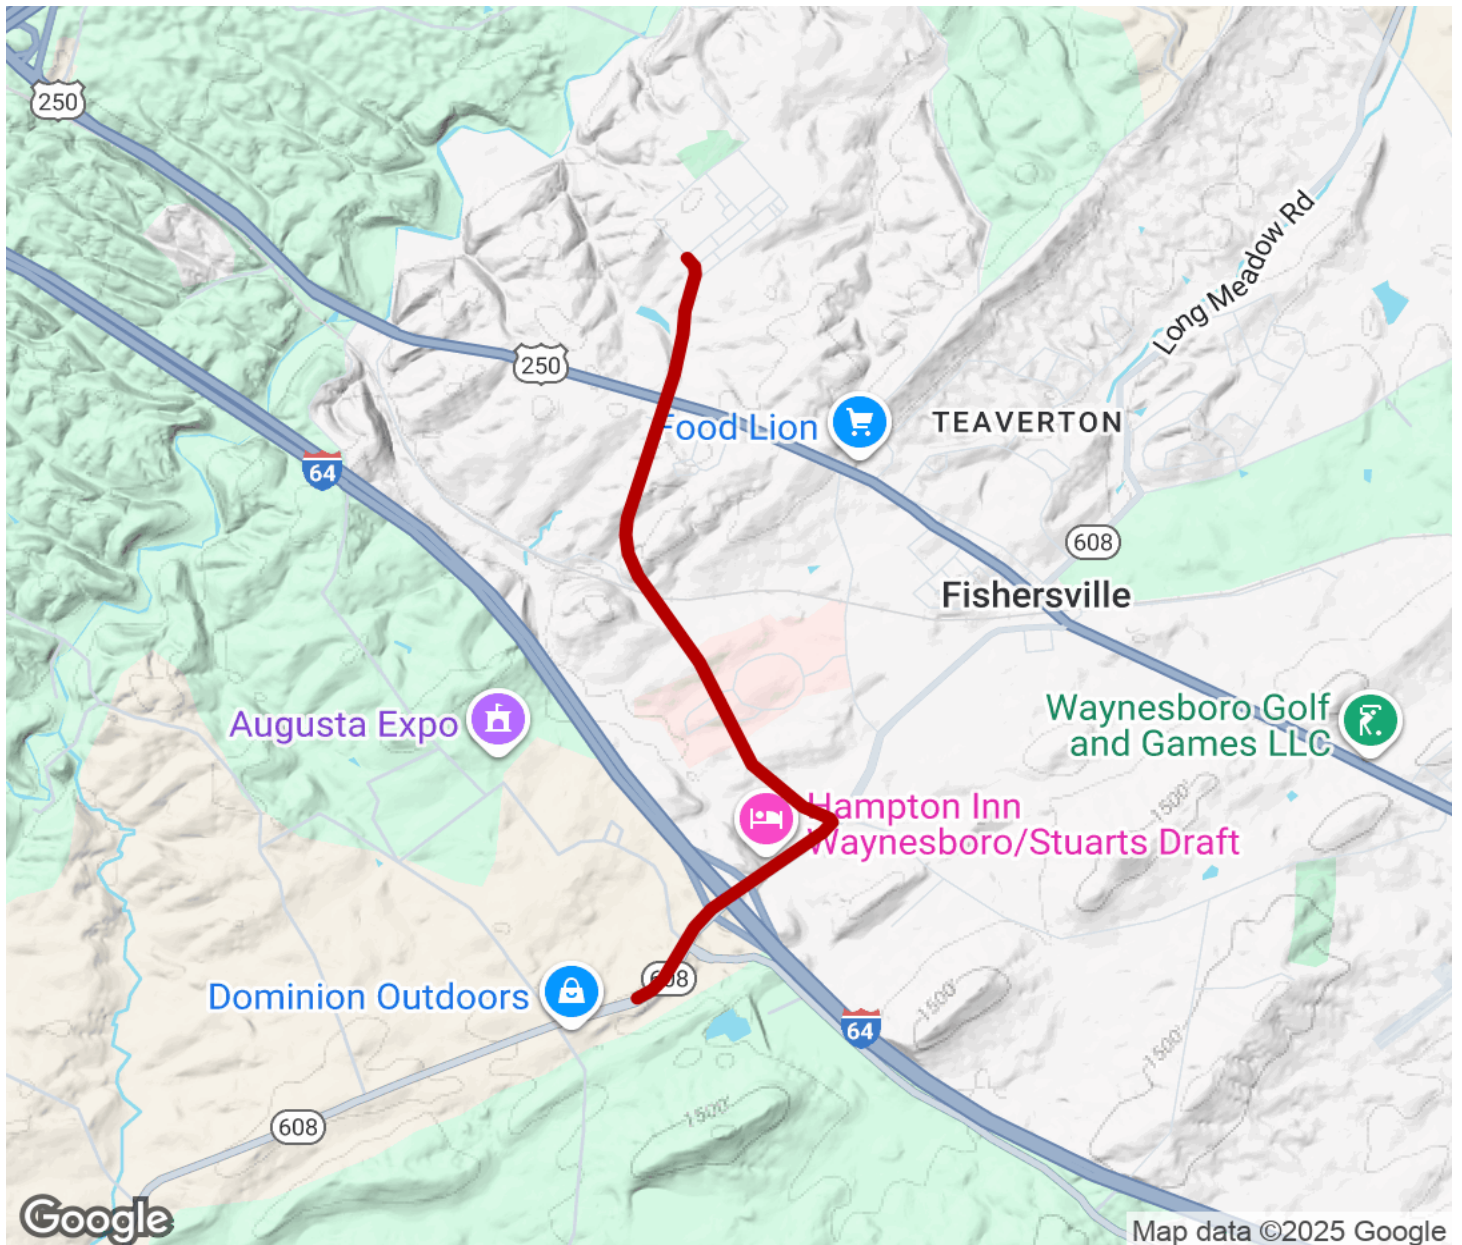 250
250
Food Lion
TEAVERTON
Long Meadow Rd
64
608
Fishersville
Augusta Expo
Waynesboro Golf
and Games LLC
Hampton Inn
Waynesboro/Stuarts Draft
1500'
Dominion Outdoors
608
1500'
64
1500'
1500'
608
Google
Map data ©2025 Google